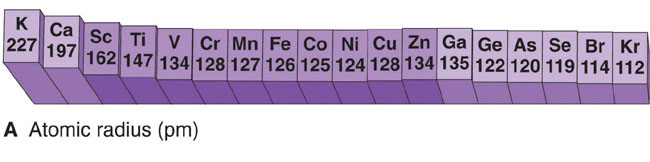 K Ca Sc Ti V Cr Mn Fe Co Ni Cu Zn Ga Ge As Se Br Kr
227 197 162 147 134 128 127 126 125 124 128 134 135 122 120 119 114 112
A Atomic radius (pm)